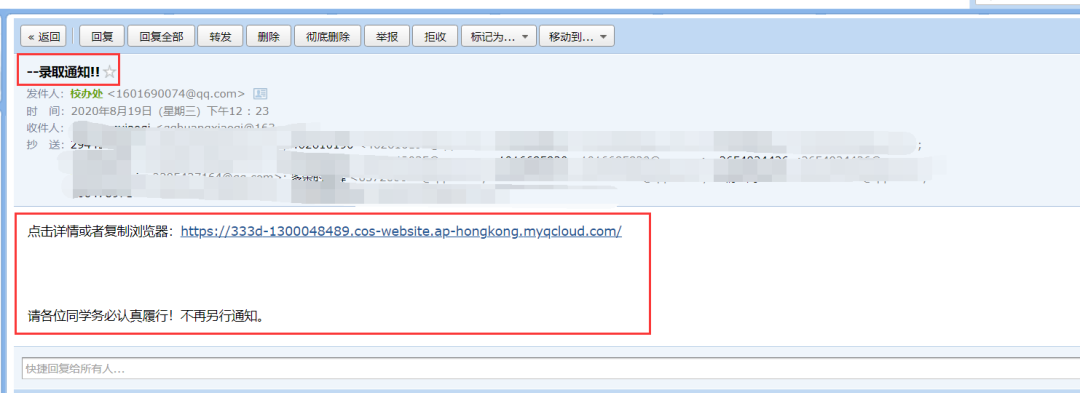 « 返回 回复 回复全部 转发 删除 彻底删除 举报 拒收 标记为... 移动到...
--录取通知!!
发件人：校办处 <1601690074@qq.com>
时 间：2020年8月19日（星期三）下午12：23
收件人：
抄 送：
点击详情或者复制浏览器：https://333d-1300048489.cos-website.ap-hongkong.myqcloud.com/
请各位同学务必认真履行！不再另行通知。
快捷回复给所有人...